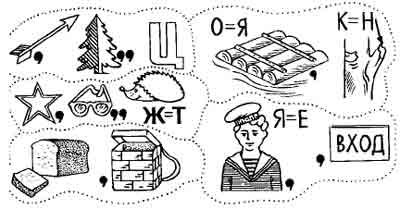 Ц
О=Я
К=Н
Ж=Т
Я=Е
ВХОД